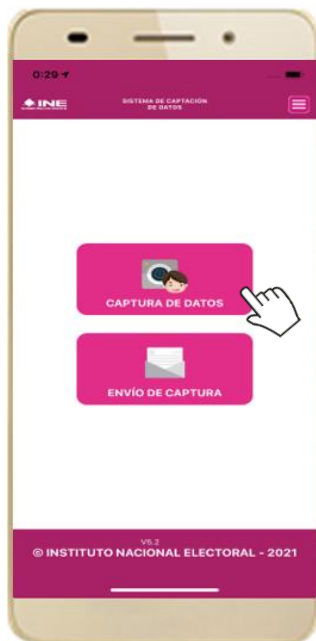 0:29
INE
SISTEMA DE CAPTACIÓN
DE DATOS
CAPTURA DE DATOS
ENVÍO DE CAPTURA
V5.2
© INSTITUTO NACIONAL ELECTORAL - 2021